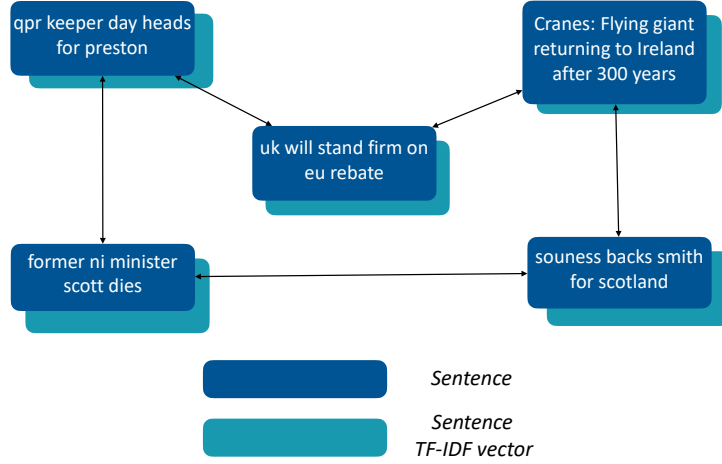 qpr keeper day heads
for preston
Cranes: Flying giant
returning to Ireland
after 300 years
uk will stand firm on
eu rebate
former ni minister
scott dies
souness backs smith
for scotland
Sentence
Sentence
TF-IDF vector